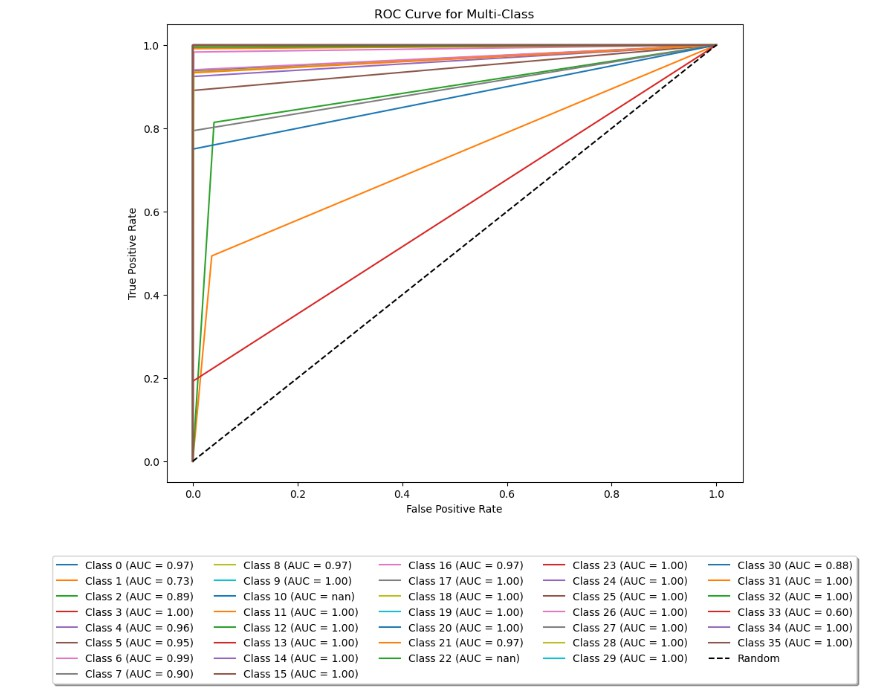 ROC Curve for Multi-Class
1.0
0.8
0.6
0.4
0.2
0.0
True Positive Rate
0.0 0.2 0.4 0.6 0.8 1.0
False Positive Rate
Class 0 (AUC = 0.97)
Class 1 (AUC = 0.73)
Class 2 (AUC = 0.89)
Class 3 (AUC = 1.00)
Class 4 (AUC = 0.96)
Class 5 (AUC = 0.95)
Class 6 (AUC = 0.99)
Class 7 (AUC = 0.90)
Class 8 (AUC = 0.97)
Class 9 (AUC = 1.00)
Class 10 (AUC = nan)
Class 11 (AUC = 1.00)
Class 12 (AUC = 1.00)
Class 13 (AUC = 1.00)
Class 14 (AUC = 1.00)
Class 15 (AUC = 1.00)
Class 16 (AUC = 0.97)
Class 17 (AUC = 1.00)
Class 18 (AUC = 1.00)
Class 19 (AUC = 1.00)
Class 20 (AUC = 1.00)
Class 21 (AUC = 0.97)
Class 22 (AUC = nan)
Class 23 (AUC = 1.00)
Class 24 (AUC = 1.00)
Class 25 (AUC = 1.00)
Class 26 (AUC = 1.00)
Class 27 (AUC = 1.00)
Class 28 (AUC = 1.00)
Class 29 (AUC = 1.00)
Class 30 (AUC = 0.88)
Class 31 (AUC = 1.00)
Class 32 (AUC = 1.00)
Class 33 (AUC = 0.60)
Class 34 (AUC = 1.00)
Class 35 (AUC = 1.00)
Random